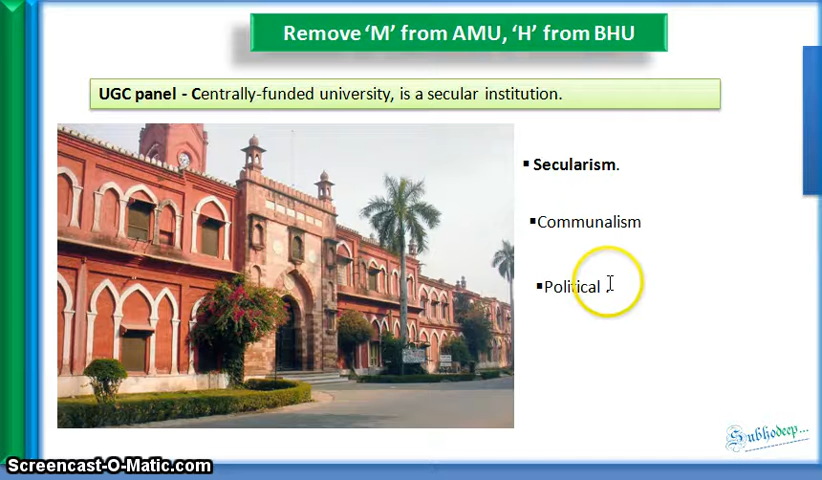 Remove ‘M’ from AMU, ‘H’ from BHU
UGC panel - Centrally-funded university, is a secular institution.
▪ Secularism.
▪Communalism
▪Political .
Subhodeep...
Screencast-O-Matic.com